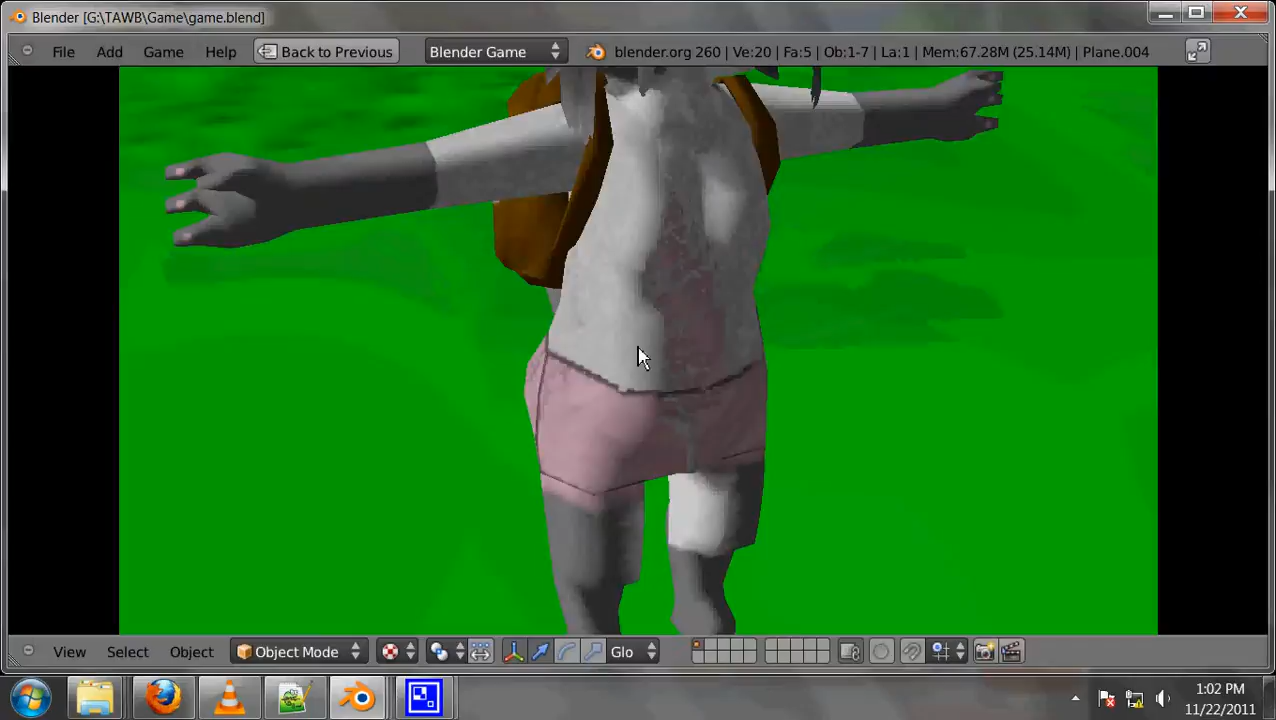 Blender [G:\TAWB\Game\game.blend]
File Add Game Help Back to Previous Blender Game blender.org 260 | Ve:20 | Fa:5 | Ob:1-7 | La:1 | Mem:67.28M (25.14M) | Plane.004
View Select Object Object Mode Glo
1:02 PM
11/22/2011